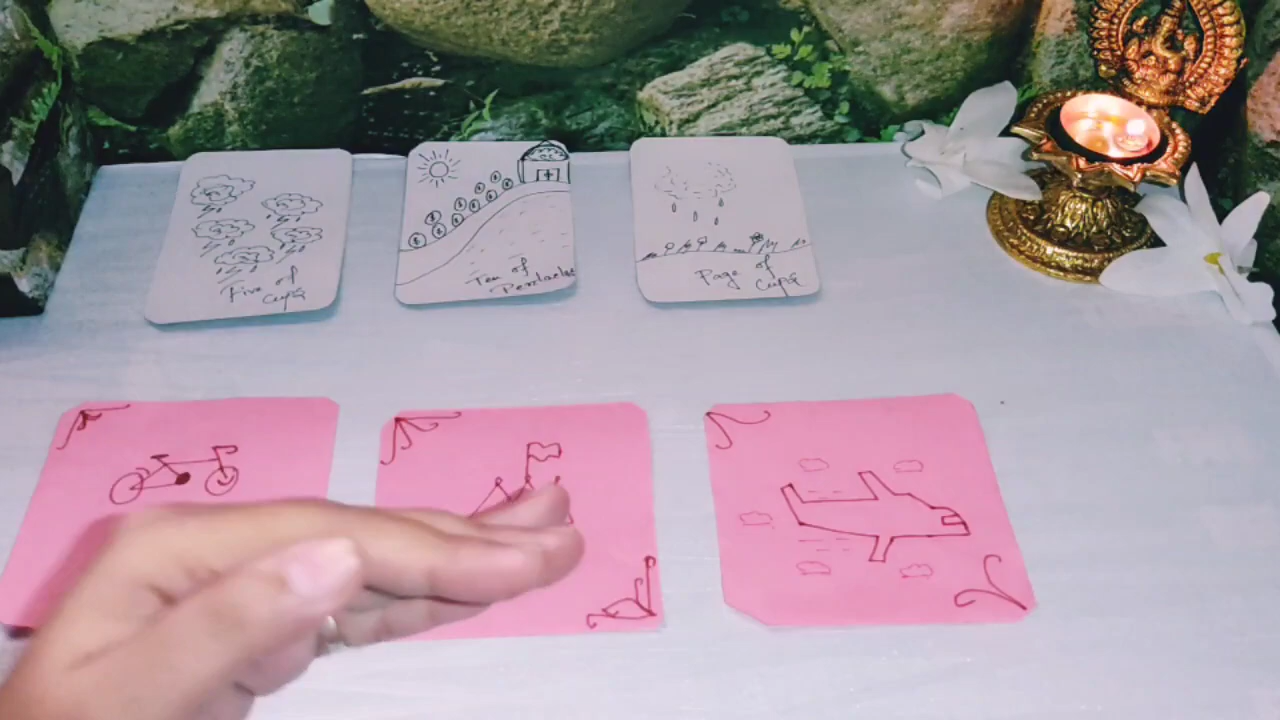 Five of
Cups
Ten of
Pentacles
Page of
Cups